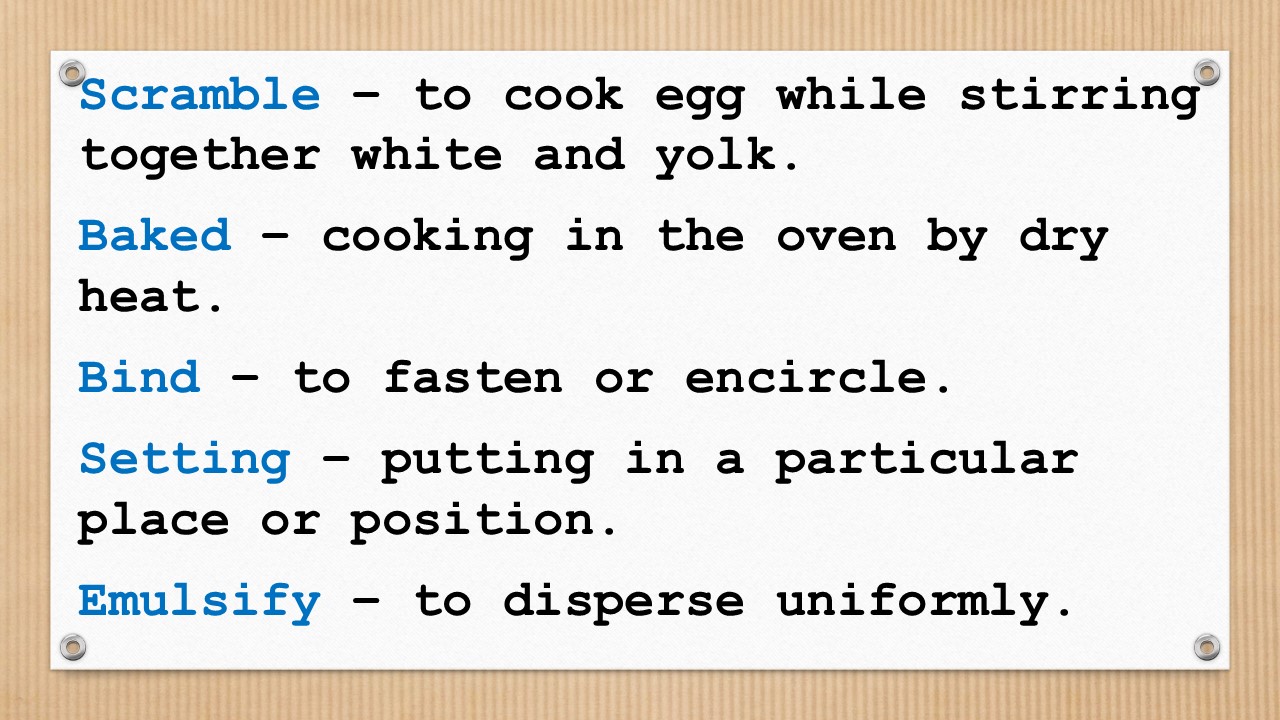 Scramble – to cook egg while stirring
together white and yolk.
Baked – cooking in the oven by dry
heat.
Bind – to fasten or encircle.
Setting – putting in a particular
place or position.
Emulsify – to disperse uniformly.